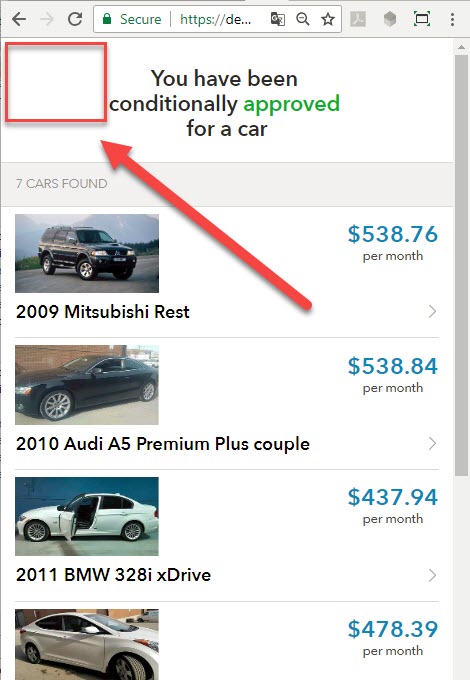 Secure https://de...
You have been
conditionally approved
for a car
7 CARS FOUND
$538.76
per month
2009 Mitsubishi Rest
$538.84
per month
2010 Audi A5 Premium Plus couple
$437.94
per month
2011 BMW 328i xDrive
$478.39
per month